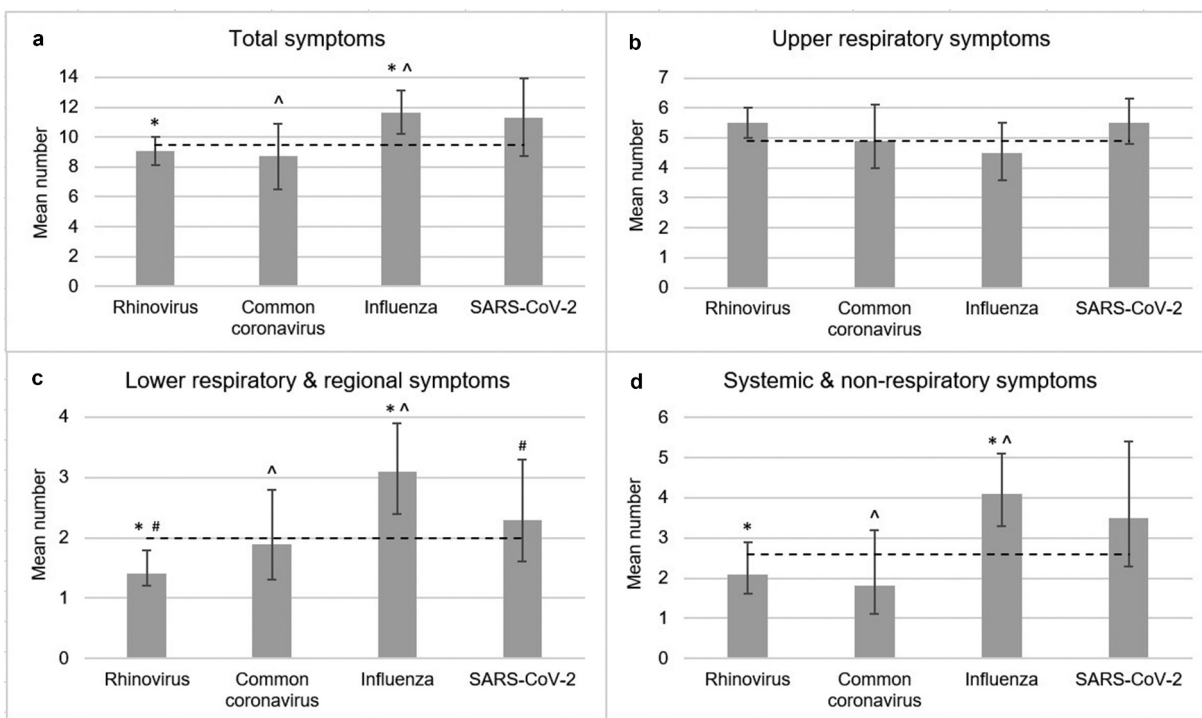 a
Total symptoms
Mean number
14
12
10
8
6
4
2
0
*
^
* ^
Rhinovirus
Common
coronavirus
Influenza
SARS-CoV-2
b
Upper respiratory symptoms
Mean number
7
6
5
4
3
2
1
0
Rhinovirus
Common
coronavirus
Influenza
SARS-CoV-2
c
Lower respiratory & regional symptoms
Mean number
4
3
2
1
0
* #
^
* ^
#
Rhinovirus
Common
coronavirus
Influenza
SARS-CoV-2
d
Systemic & non-respiratory symptoms
Mean number
6
5
4
3
2
1
0
*
^
* ^
Rhinovirus
Common
coronavirus
Influenza
SARS-CoV-2